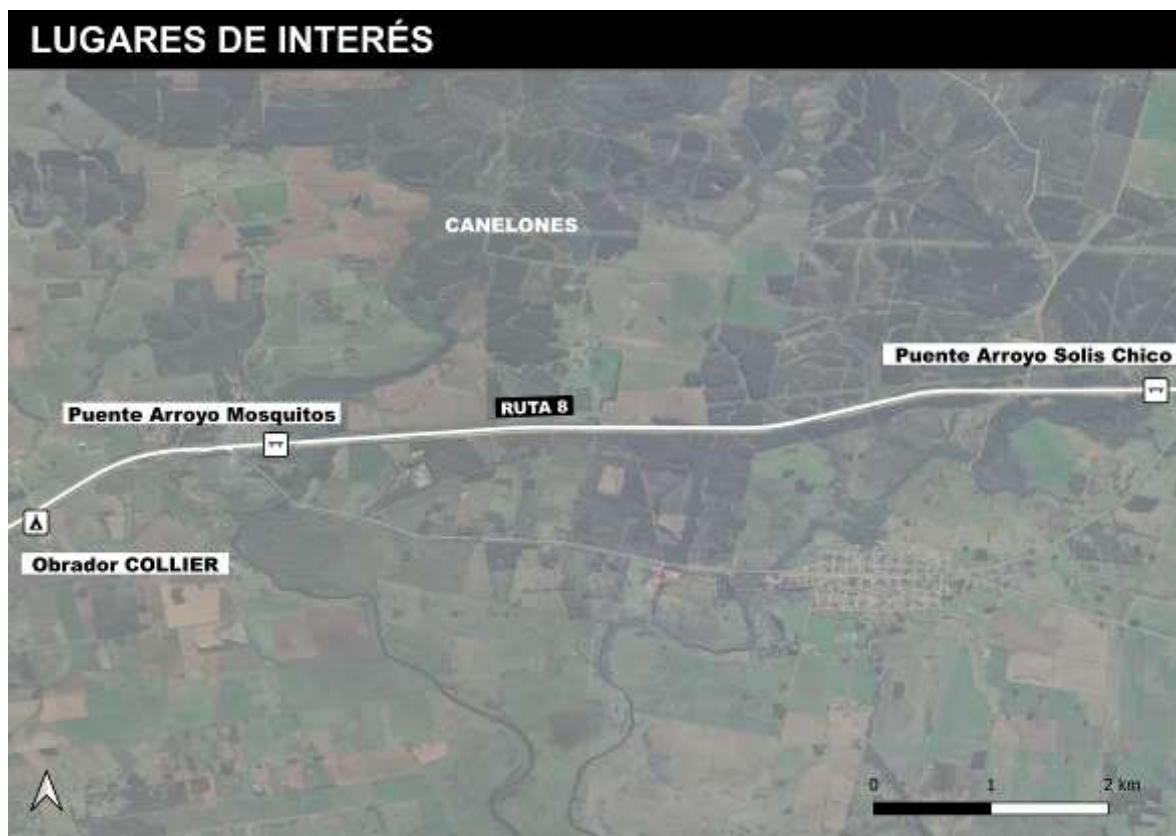 LUGARES DE INTERÉS
CANELONES
Puente Arroyo Solis Chico
RUTA 8
Puente Arroyo Mosquitos
Obrador COLLIER
0 1 2 km